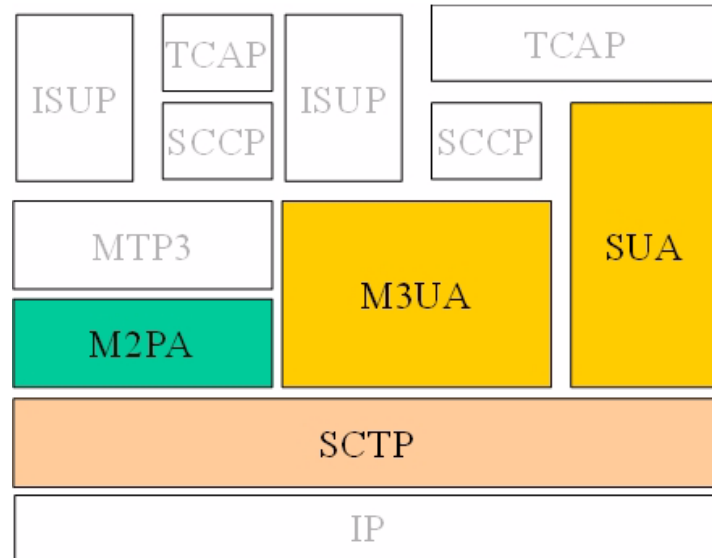 TCAP
TCAP
ISUP
ISUP
SCCP
SCCP
MTP3
SUA
M3UA
M2PA
SCTP
IP